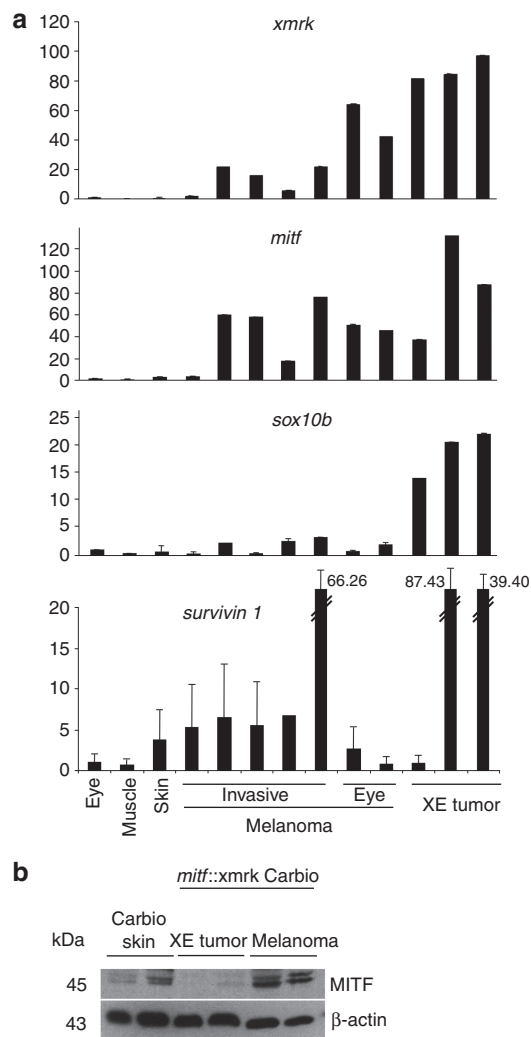 a
xmrk
120
100
80
60
40
20
0
mitf
120
100
80
60
40
20
0
sox10b
25
20
15
10
5
0
survivin 1
66.26
87.43
39.40
20
15
10
5
0
Eye
Muscle
Skin
Invasive
Eye
XE tumor
Melanoma
b
mitf::xmrk Carbio
Carbio
skin
kDa
XE tumor
Melanoma
45
MITF
43
β-actin